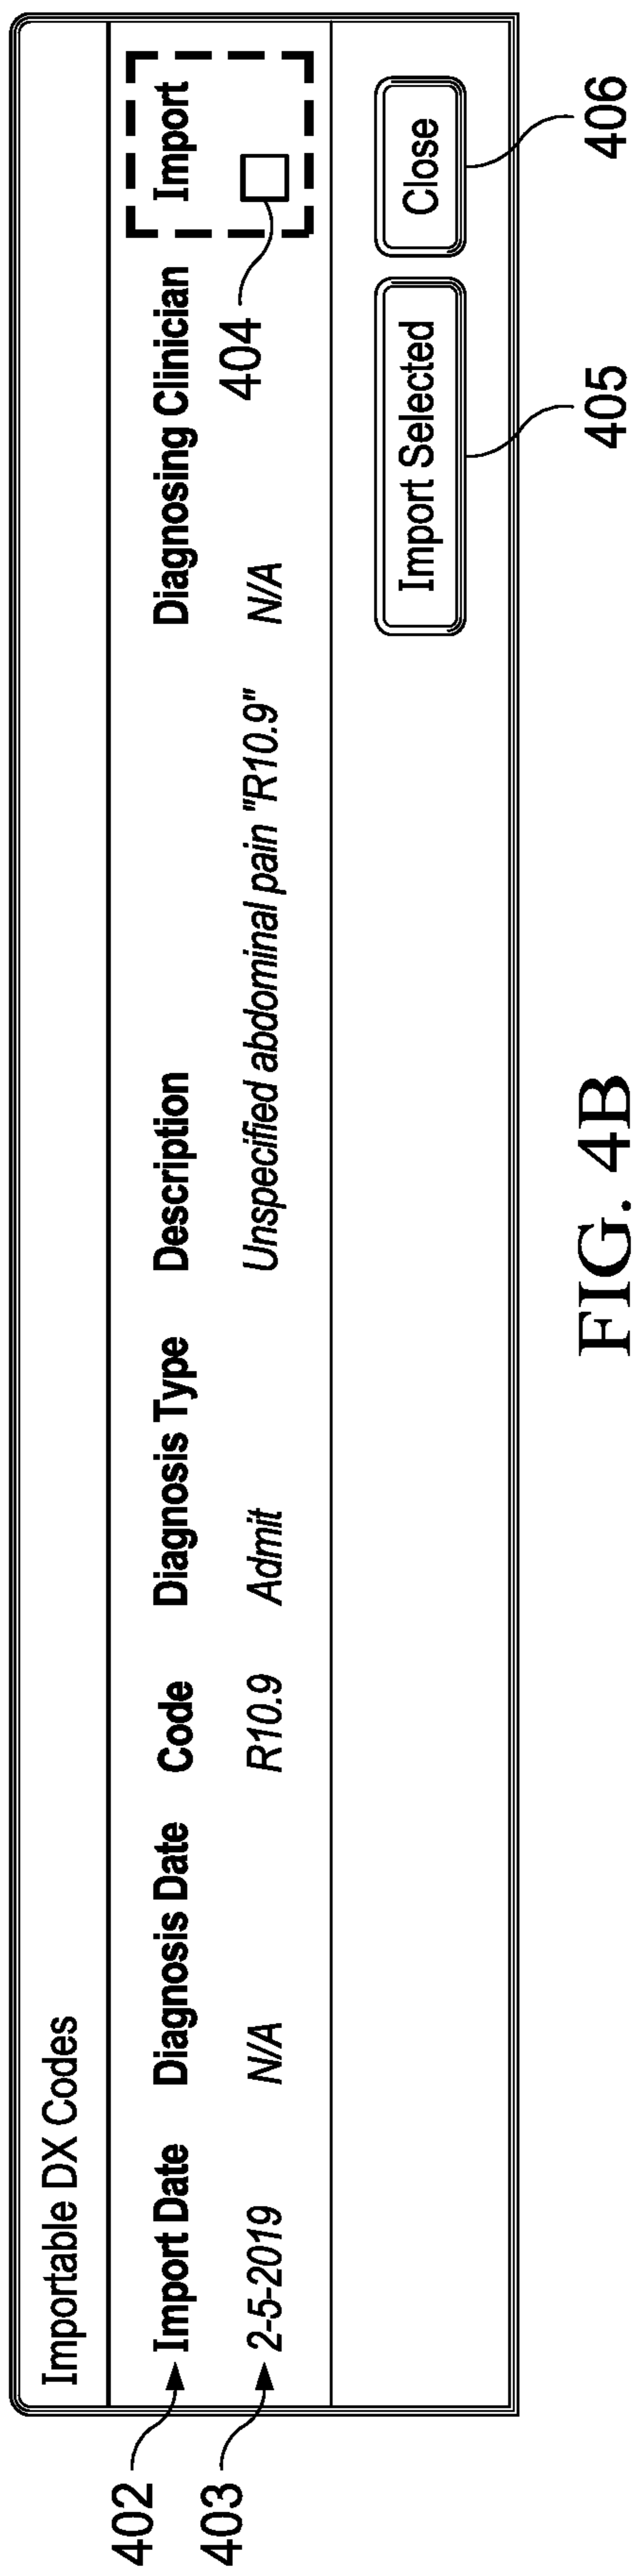 Importable DX Codes
402 Import Date Diagnosis Date Code Diagnosis Type Description Diagnosing Clinician Import
403 2-5-2019 N/A R10.9 Admit Unspecified abdominal pain "R10.9" N/A
404
Import Selected Close
405 406
FIG. 4B